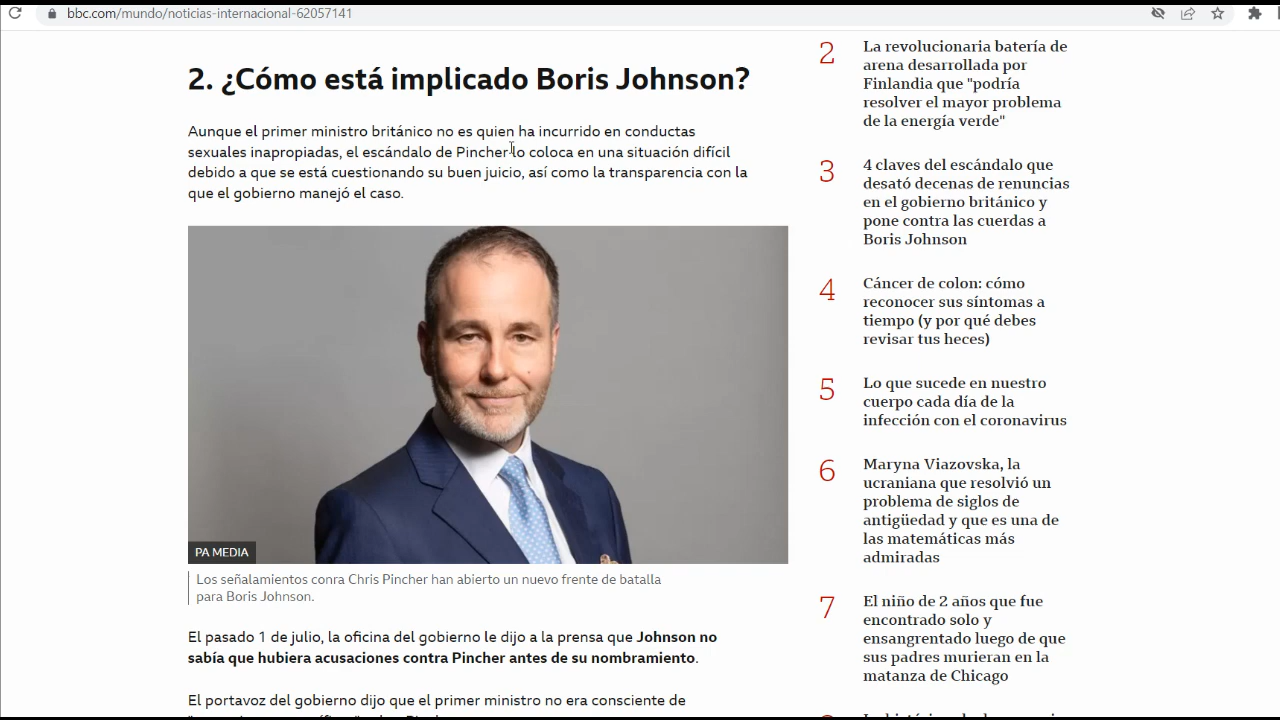 bbc.com/mundo/noticias-internacional-62057141
2. ¿Cómo está implicado Boris Johnson?
Aunque el primer ministro británico no es quien ha incurrido en conductas
sexuales inapropiadas, el escándalo de Pincher lo coloca en una situación difícil
debido a que se está cuestionando su buen juicio, así como la transparencia con la
que el gobierno manejó el caso.
PA MEDIA
Los señalamientos conra Chris Pincher han abierto un nuevo frente de batalla
para Boris Johnson.
El pasado 1 de julio, la oficina del gobierno le dijo a la prensa que Johnson no
sabía que hubiera acusaciones contra Pincher antes de su nombramiento.
El portavoz del gobierno dijo que el primer ministro no era consciente de
2
La revolucionaria batería de
arena desarrollada por
Finlandia que "podría
resolver el mayor problema
de la energía verde"
3
4 claves del escándalo que
desató decenas de renuncias
en el gobierno británico y
pone contra las cuerdas a
Boris Johnson
4
Cáncer de colon: cómo
reconocer sus síntomas a
tiempo (y por qué debes
revisar tus heces)
5
Lo que sucede en nuestro
cuerpo cada día de la
infección con el coronavirus
6
Maryna Viazovska, la
ucraniana que resolvió un
problema de siglos de
antigüedad y que es una de
las matemáticas más
admiradas
7
El niño de 2 años que fue
encontrado solo y
ensangrentado luego de que
sus padres murieran en la
matanza de Chicago